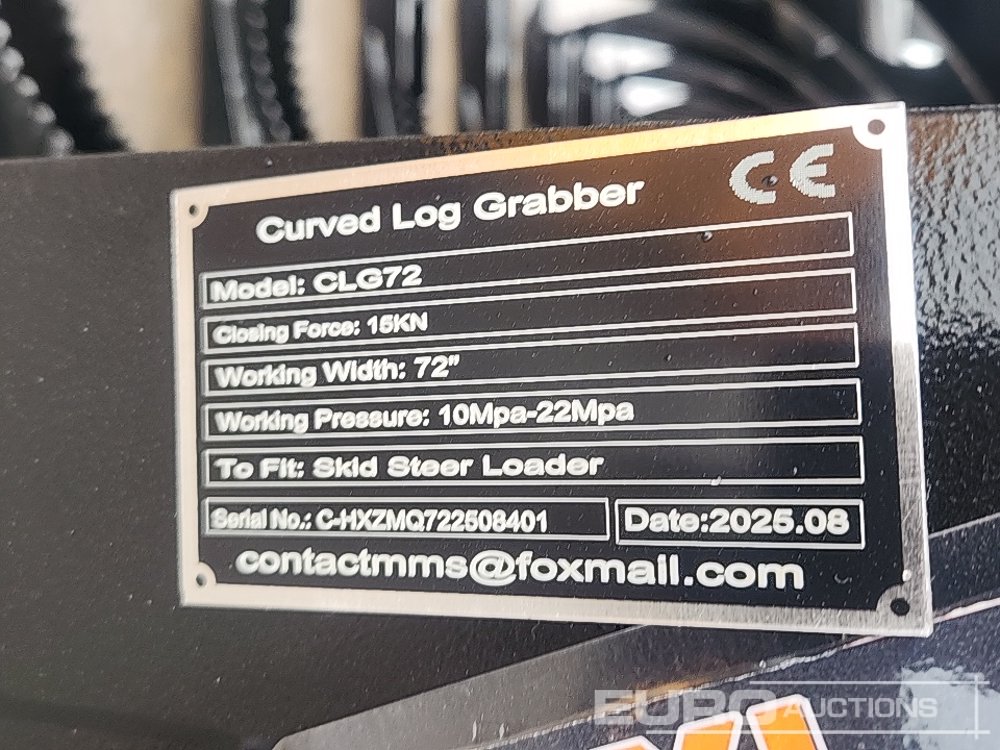 CE
Curved Log Grabber
Model: CLG72
Closing Force: 15KN
Working Width: 72"
Working Pressure: 10Mpa-22Mpa
To Fit: Skid Steer Loader
Serial No.: C-HXZMQ722508401
Date:2025.08
contactmms@foxmail.com
EURO AUCTIONS